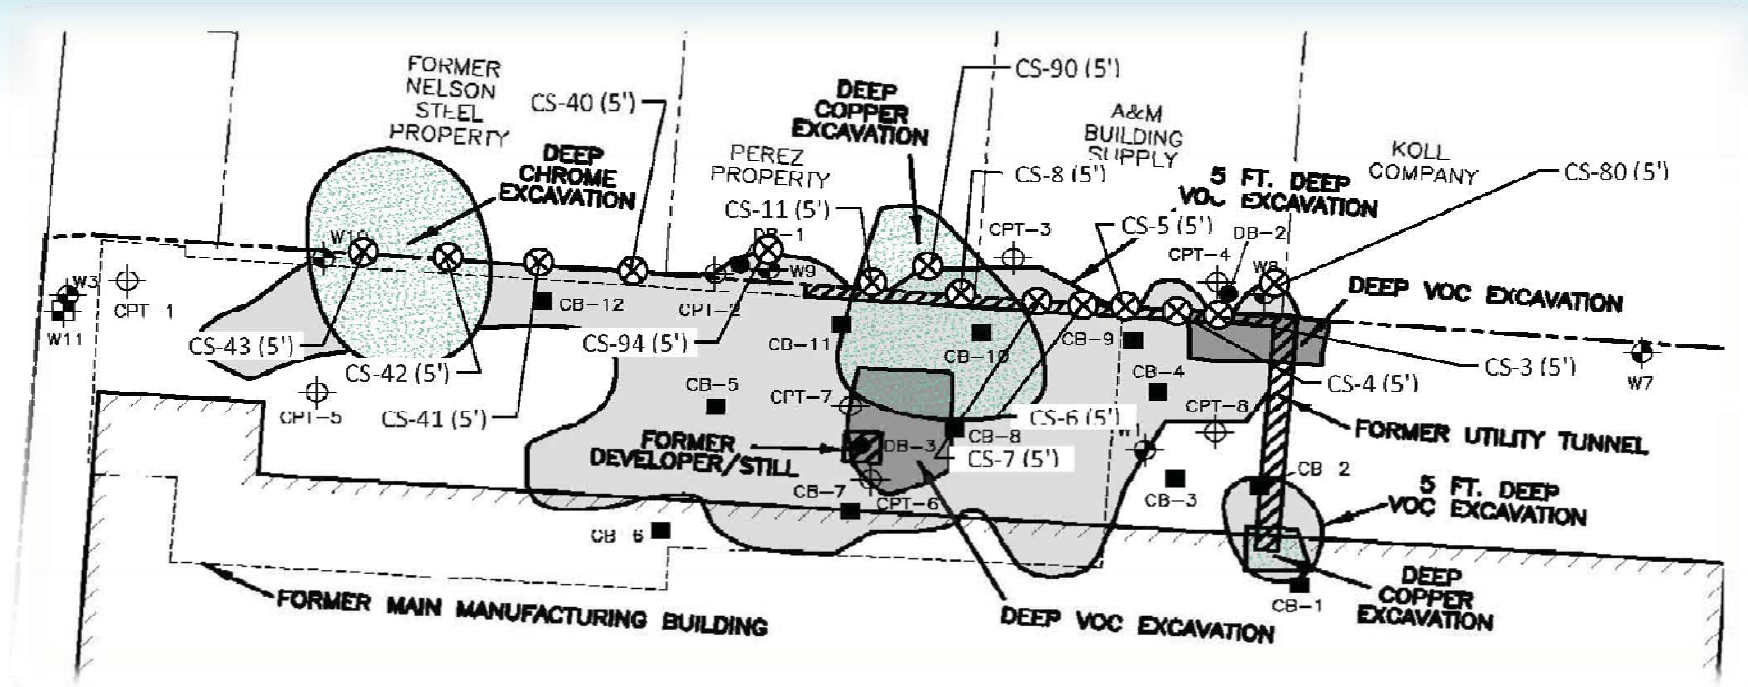 FORMER
NELSON
STEEL
PROPERTY
CS-40 (5')
DEEP
COPPER
EXCAVATION
CS-90 (5')
A&M
BUILDING
SUPPLY
KOLL
COMPANY
DEEP
CHROME
EXCAVATION
PEREZ
PROPERTY
CS-8 (5')
CS-80 (5')
5 FT. DEEP
VOC EXCAVATION
CS-11 (5')
CS-5 (5')
W10
DB-1
CPT-3
DB-2
CPT-4
W8
W9
W3
CPT 1
W11
CB-12
CPT-2
DEEP VOC EXCAVATION
CS-43 (5')
CS-94 (5')
CB-11
CB-10
CB-9
CS-42 (5')
CS-3 (5')
CS-4 (5')
W7
CB-5
CB-4
CPT-7
CPT-8
CPT-5
CS-41 (5')
CS-6 (5')
W1
FORMER
DEVELOPER/STILL
DB-3
CB-8
CS-7 (5')
FORMER UTILITY TUNNEL
CB 2
CB-7
CPT-6
CB-3
5 FT. DEEP
VOC EXCAVATION
CB 6
FORMER MAIN MANUFACTURING BUILDING
DEEP VOC EXCAVATION
CB-1
DEEP
COPPER
EXCAVATION